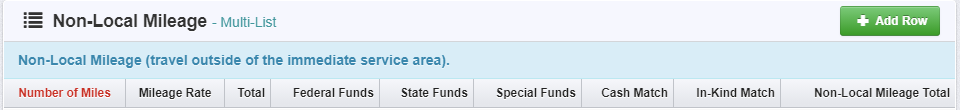 Non-Local Mileage - Multi-List
Add Row
Non-Local Mileage (travel outside of the immediate service area).
Number of Miles Mileage Rate Total Federal Funds State Funds Special Funds Cash Match In-Kind Match Non-Local Mileage Total